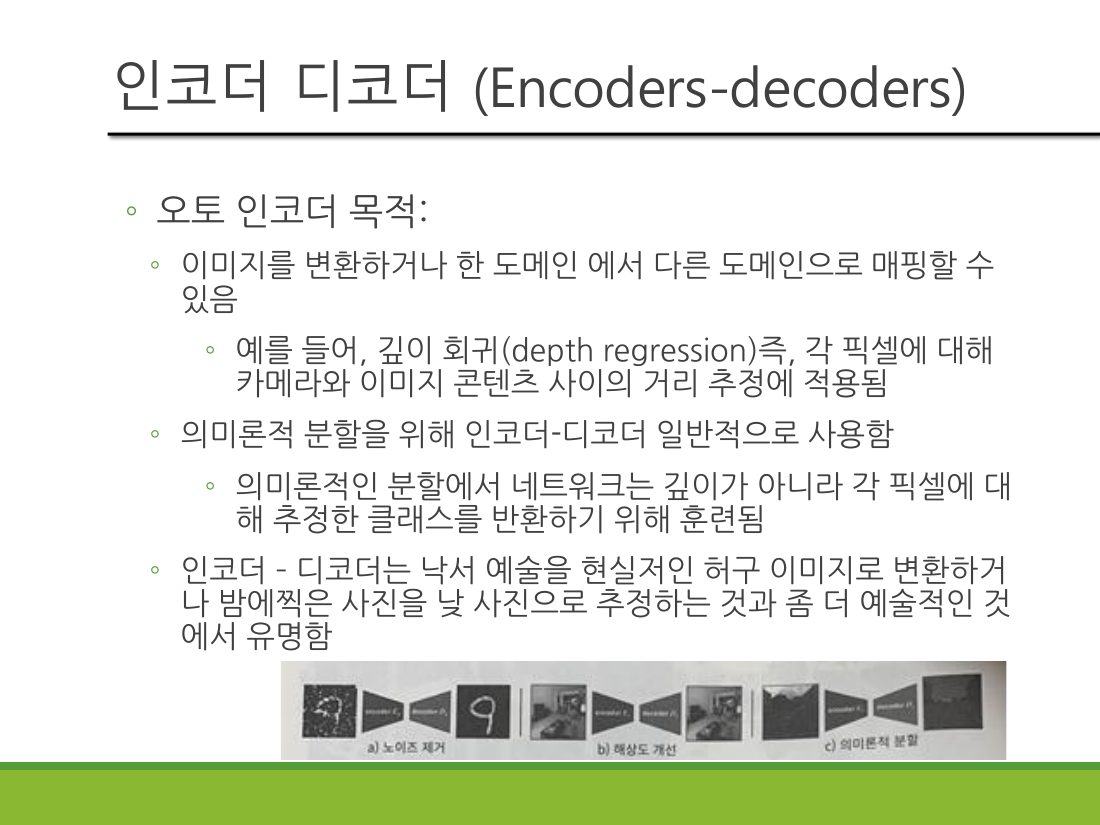 인코더 디코더 (Encoders-decoders)
◦ 오토 인코더 목적:
◦ 이미지를 변환하거나 한 도메인 에서 다른 도메인으로 매핑할 수
있음
◦ 예를 들어, 깊이 회귀(depth regression)즉, 각 픽셀에 대해
카메라와 이미지 콘텐츠 사이의 거리 추정에 적용됨
◦ 의미론적 분할을 위해 인코더-디코더 일반적으로 사용함
◦ 의미론적인 분할에서 네트워크는 깊이가 아니라 각 픽셀에 대
해 추정한 클래스를 반환하기 위해 훈련됨
◦ 인코더 - 디코더는 낙서 예술을 현실저인 허구 이미지로 변환하거
나 밤에찍은 사진을 낮 사진으로 추정하는 것과 좀 더 예술적인 것
에서 유명함
9 9
a) 노이즈 제거 b) 해상도 개선 c) 의미론적 분할